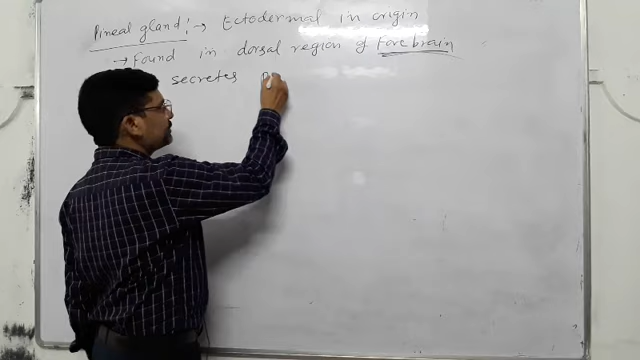 Pineal gland! → Ectodermal in origin
→ Found in dorsal region of Forebrain
secretes